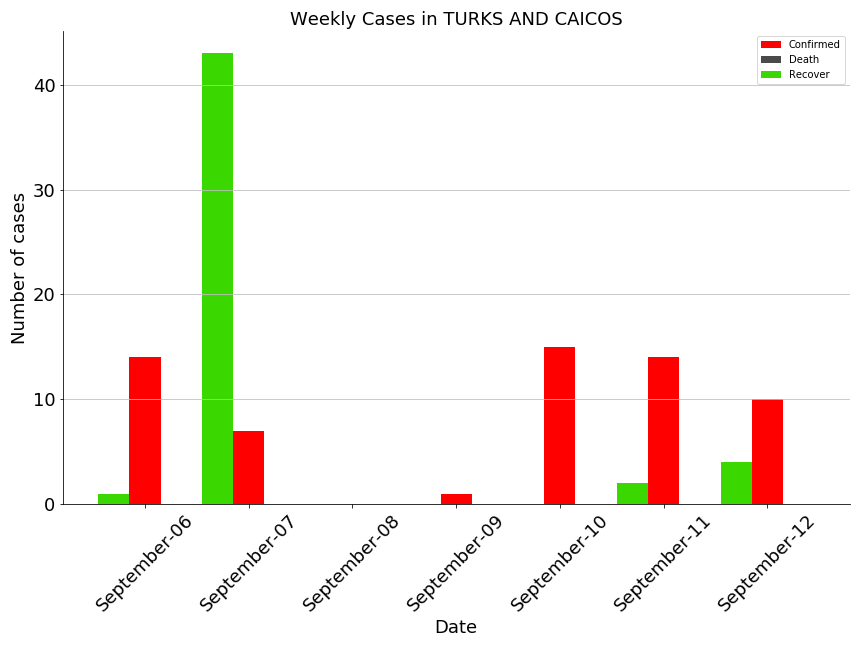 Weekly Cases in TURKS AND CAICOS
Confirmed
Death
Recover
Number of cases
40
30
20
10
0
September-06
September-07
September-08
September-09
September-10
September-11
September-12
Date